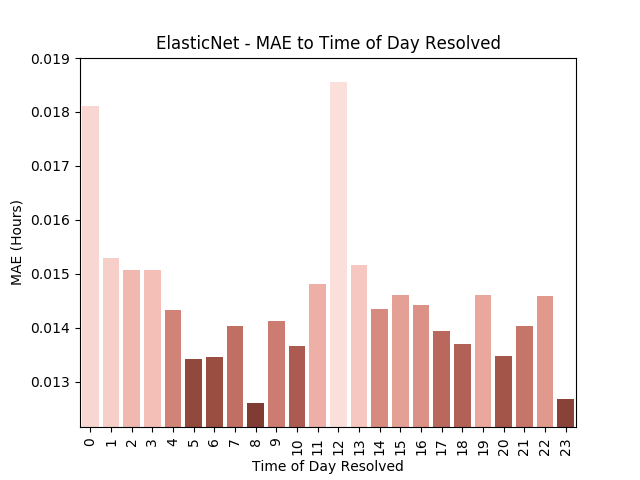 ElasticNet - MAE to Time of Day Resolved
0.019
0.018
0.017
0.016
0.015
0.014
0.013
MAE (Hours)
0 1 2 3 4 5 6 7 8 9 10 11 12 13 14 15 16 17 18 19 20 21 22 23
Time of Day Resolved